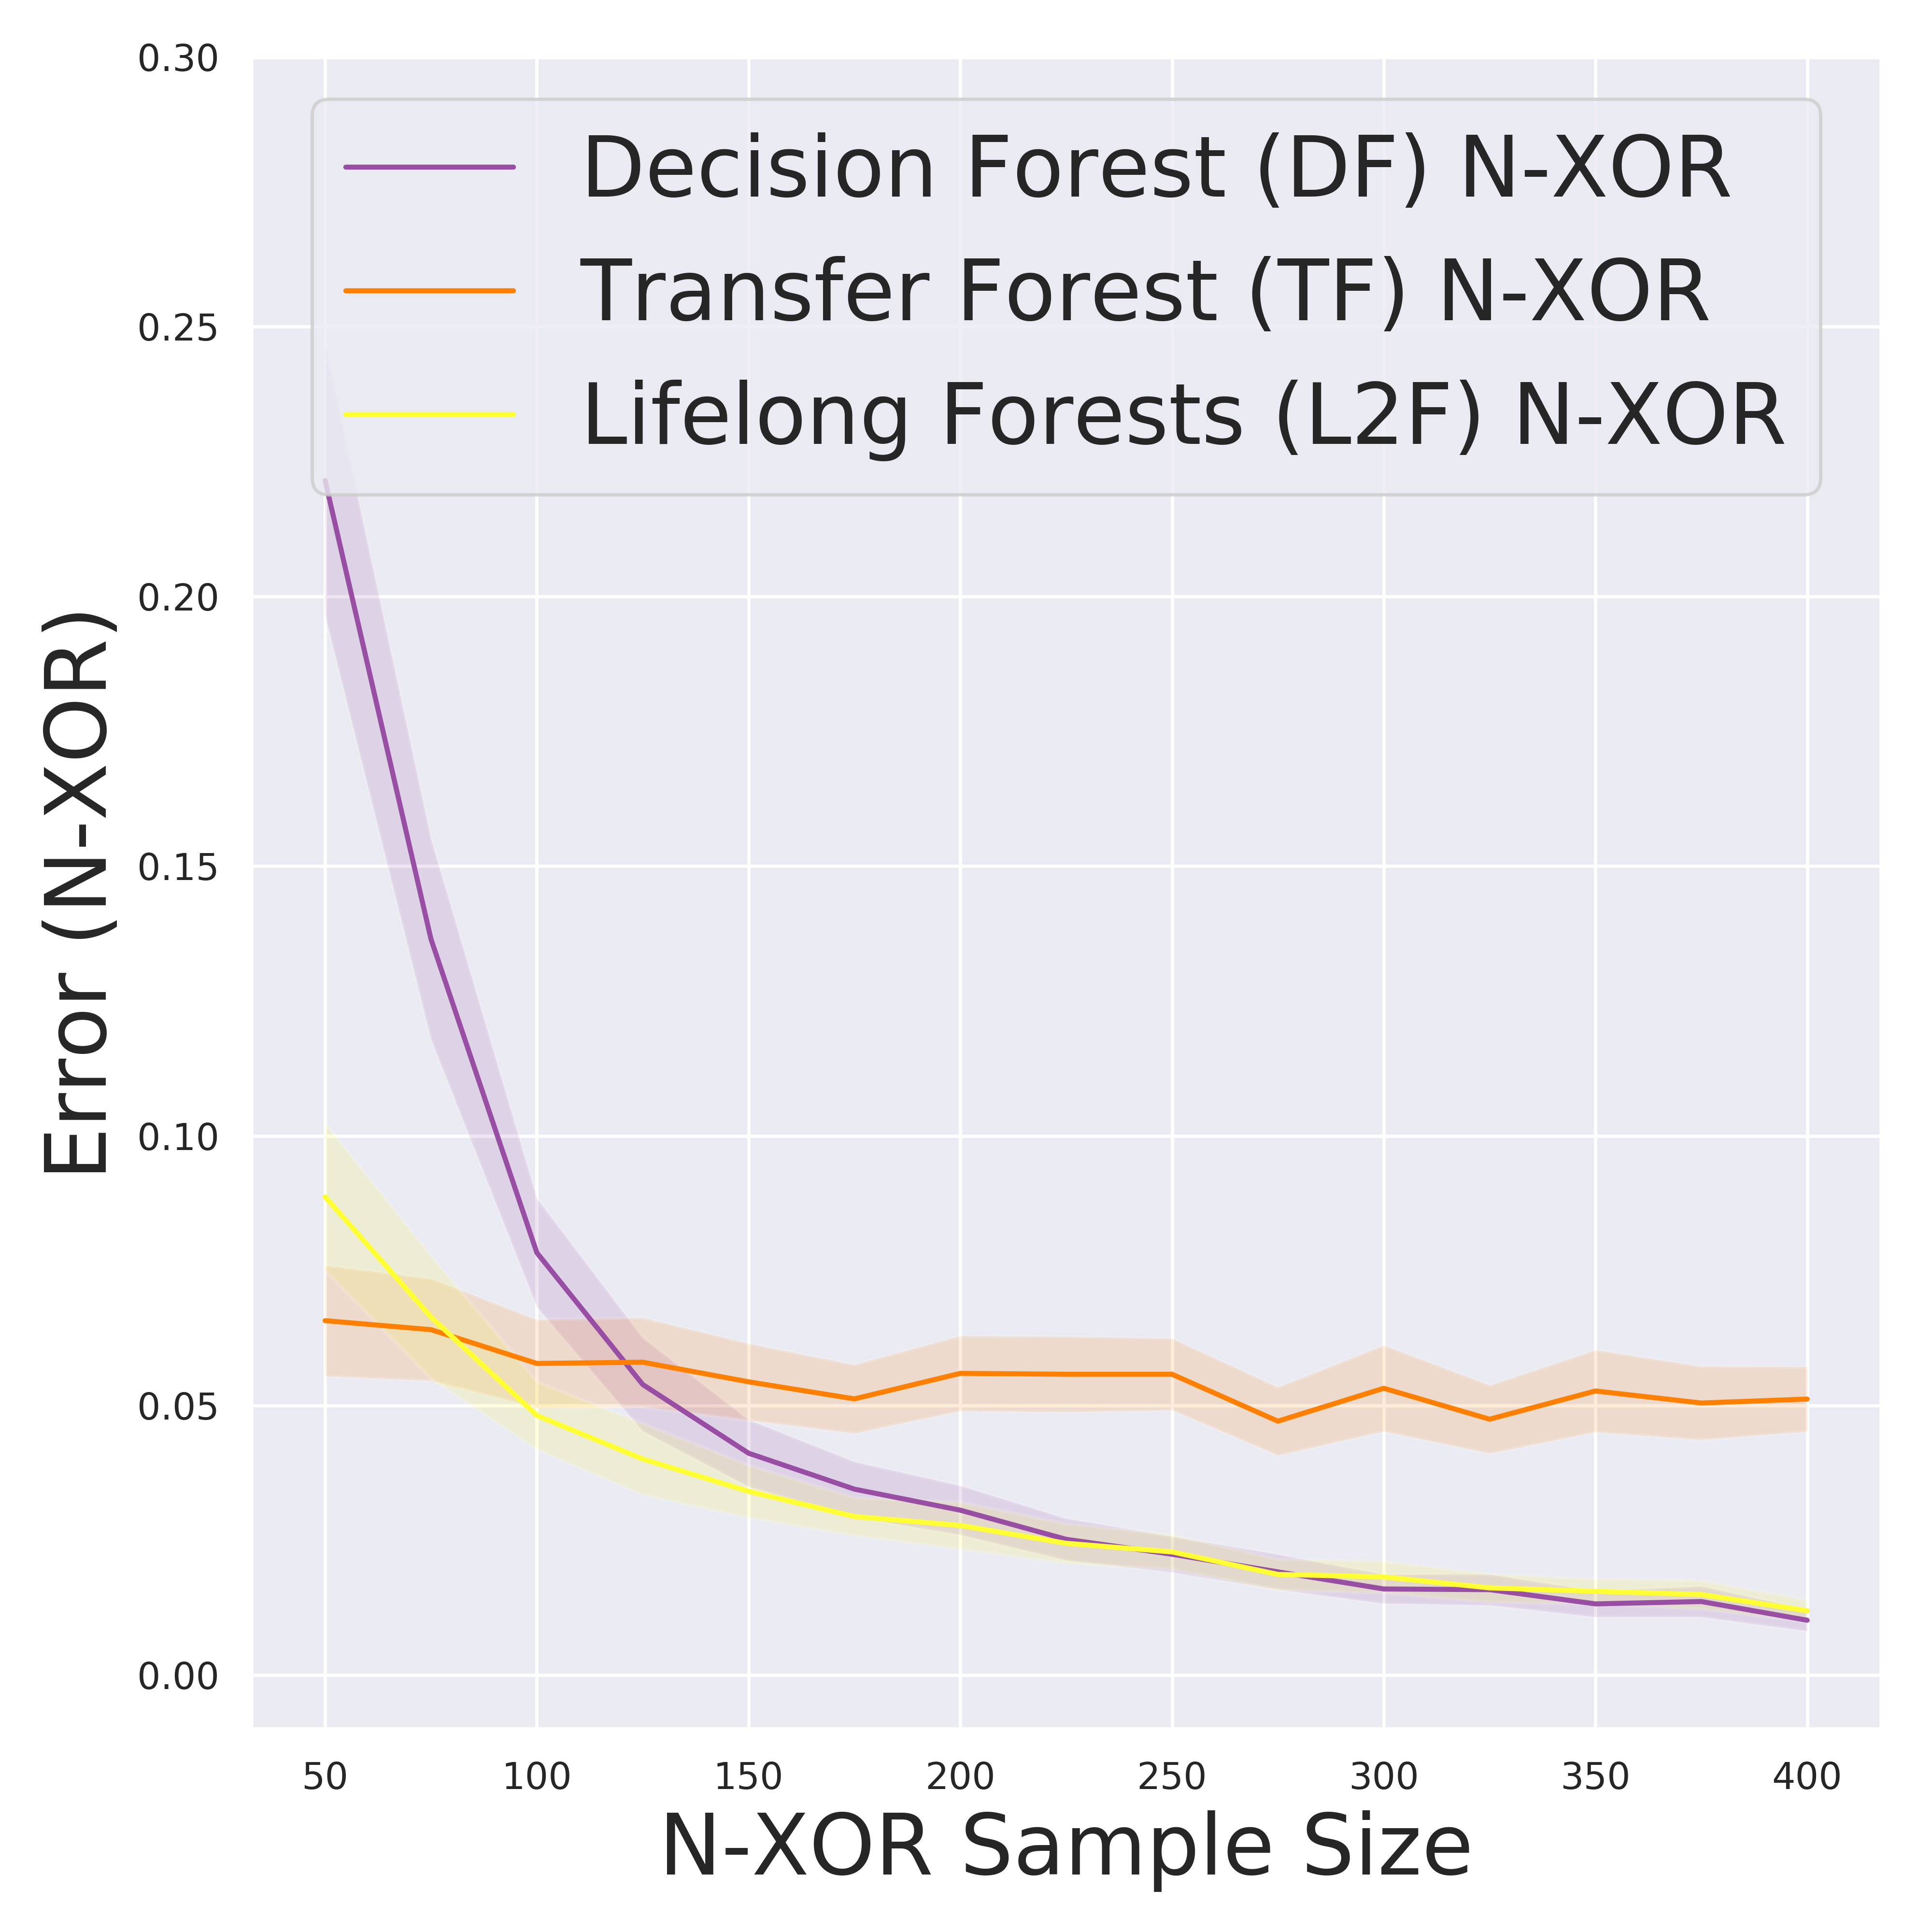 0.30
0.25
0.20
0.15
0.10
0.05
0.00
Error (N-XOR)
Decision Forest (DF) N-XOR
Transfer Forest (TF) N-XOR
Lifelong Forests (L2F) N-XOR
50 100 150 200 250 300 350 400
N-XOR Sample Size